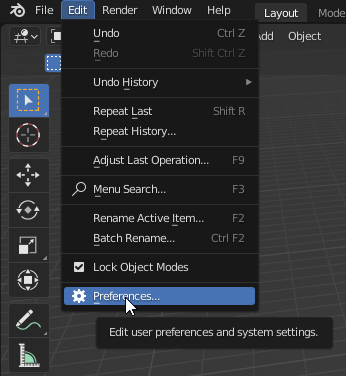 File Edit Render Window Help Layout Mode
Add Object
Undo Ctrl Z
Redo Shift Ctrl Z
Undo History
Repeat Last Shift R
Repeat History...
Adjust Last Operation... F9
Menu Search... F3
Rename Active Item... F2
Batch Rename... Ctrl F2
Lock Object Modes
Preferences...
Edit user preferences and system settings.